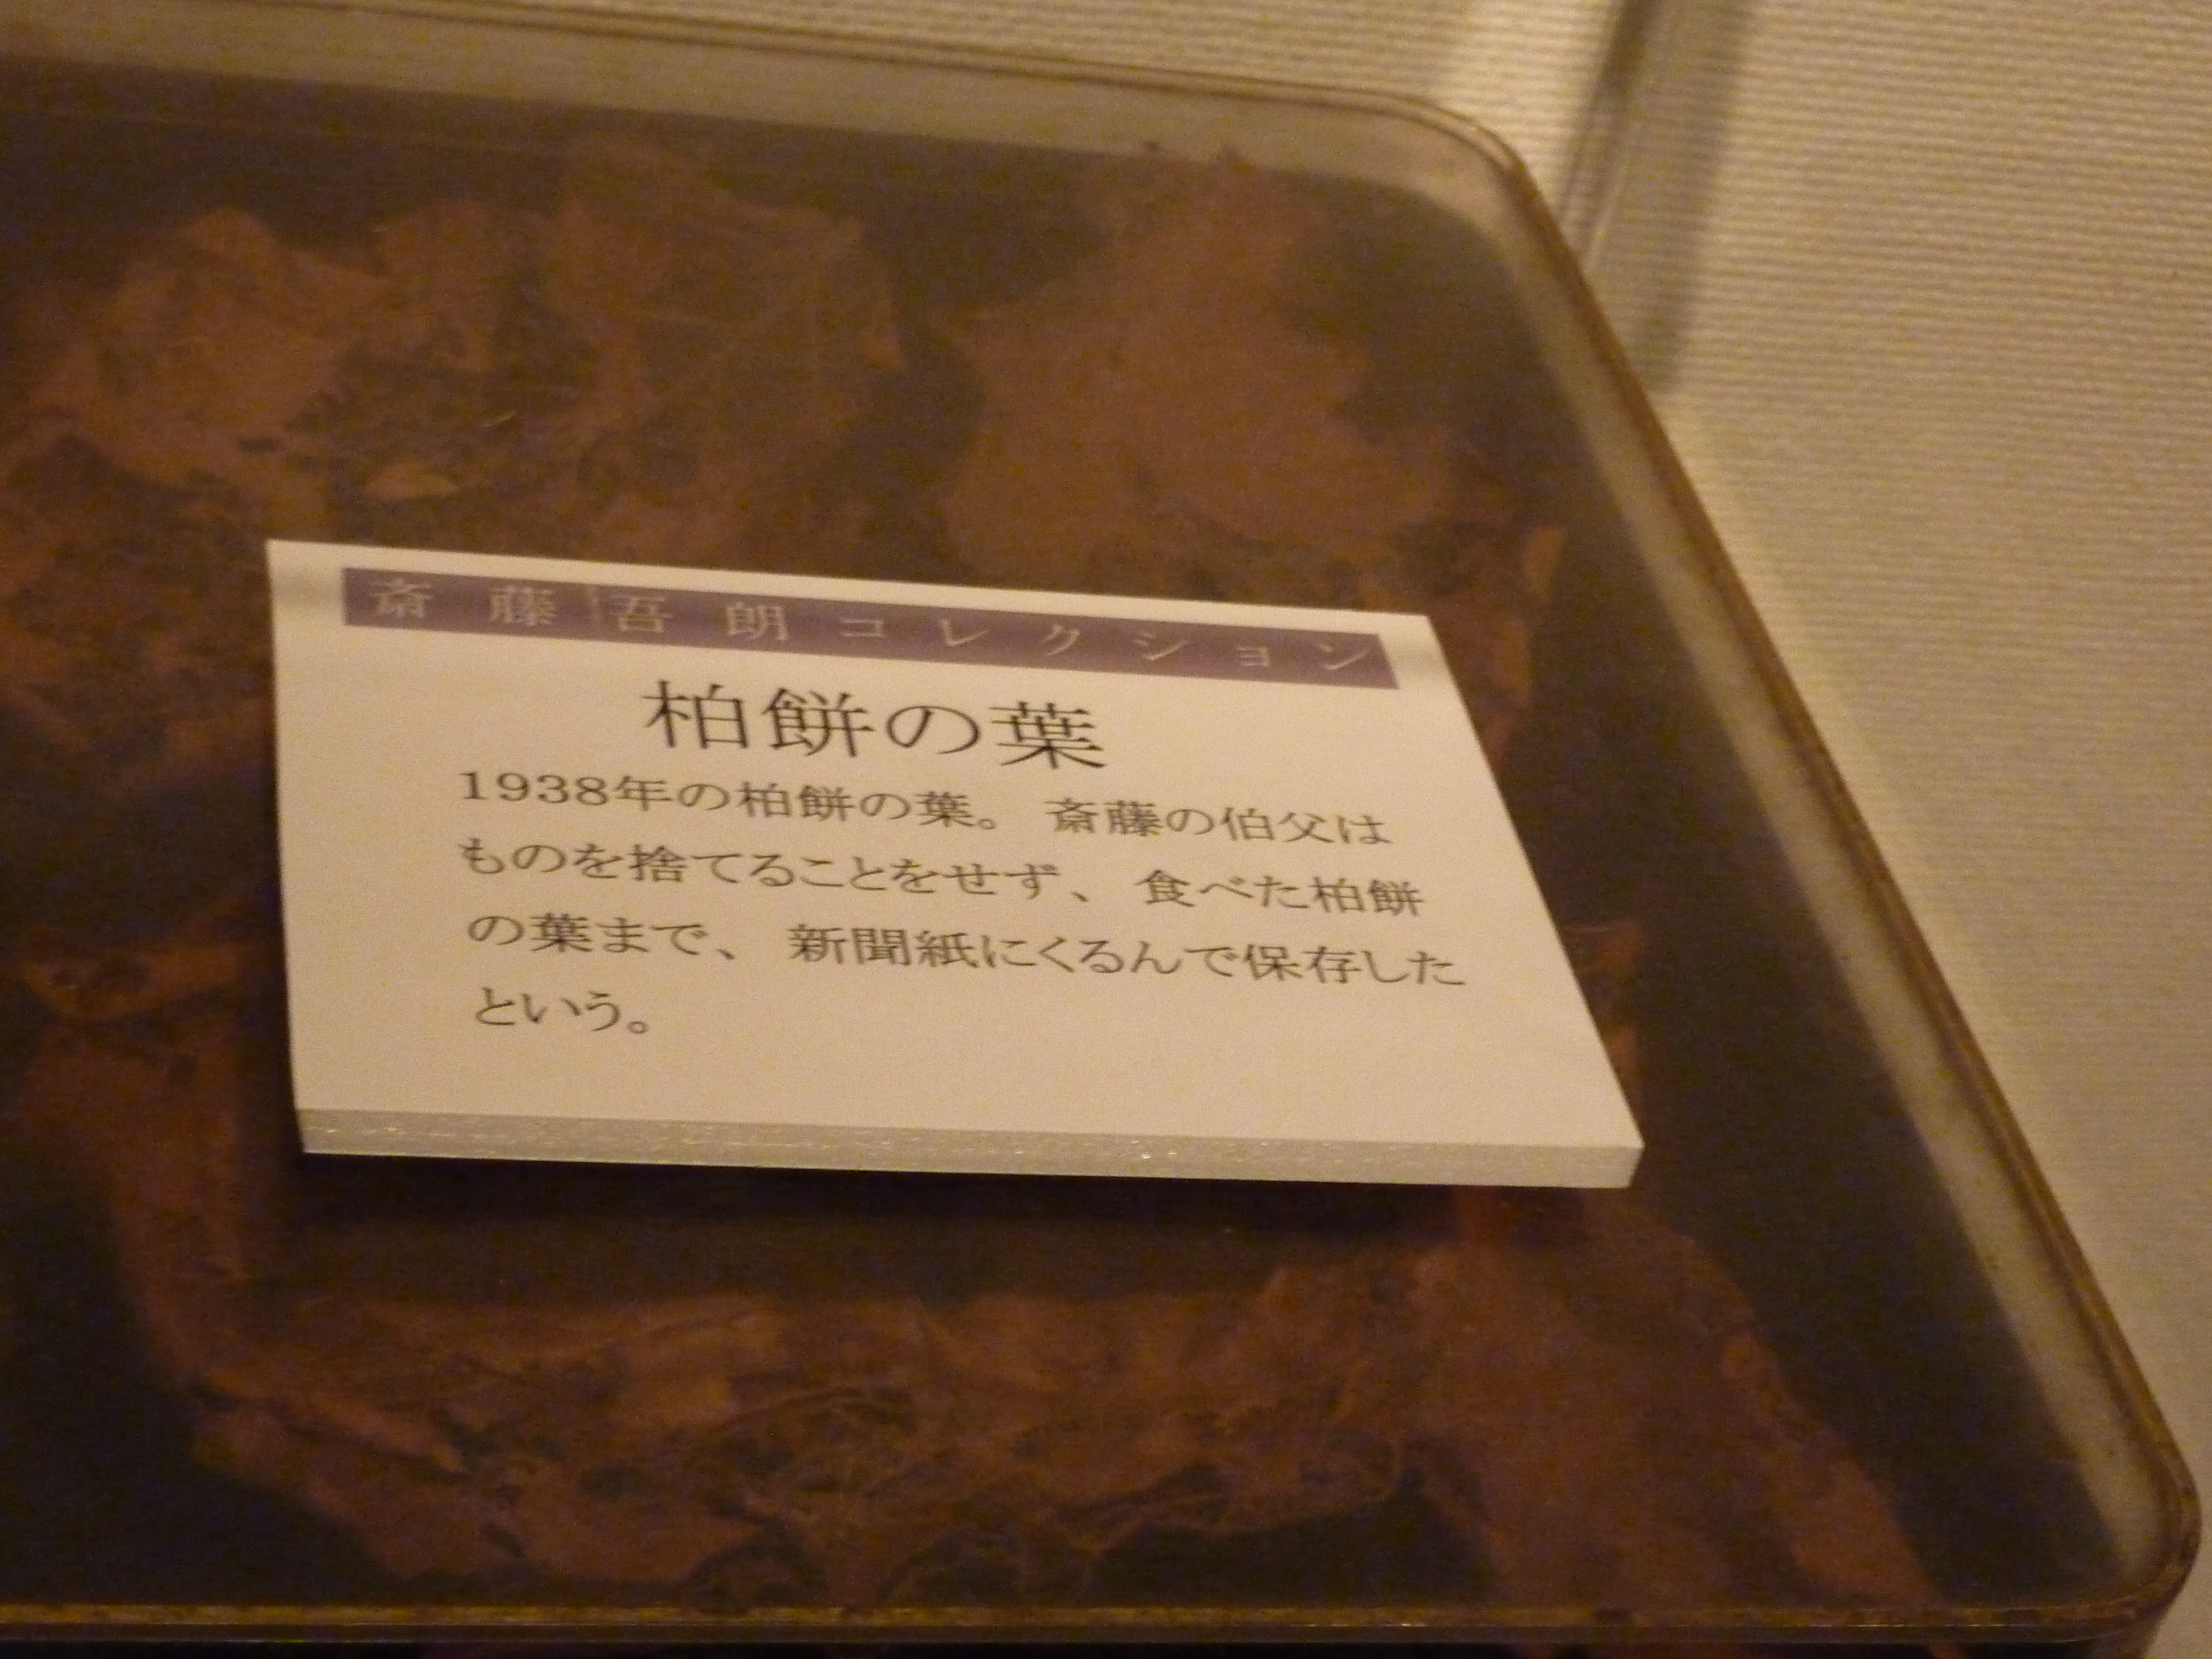 斎藤吾朗コレクション
柏餅の葉
1938年の柏餅の葉。斎藤の伯父は
ものを捨てることをせず、食べた柏餅
の葉まで、新聞紙にくるんで保存した
という。